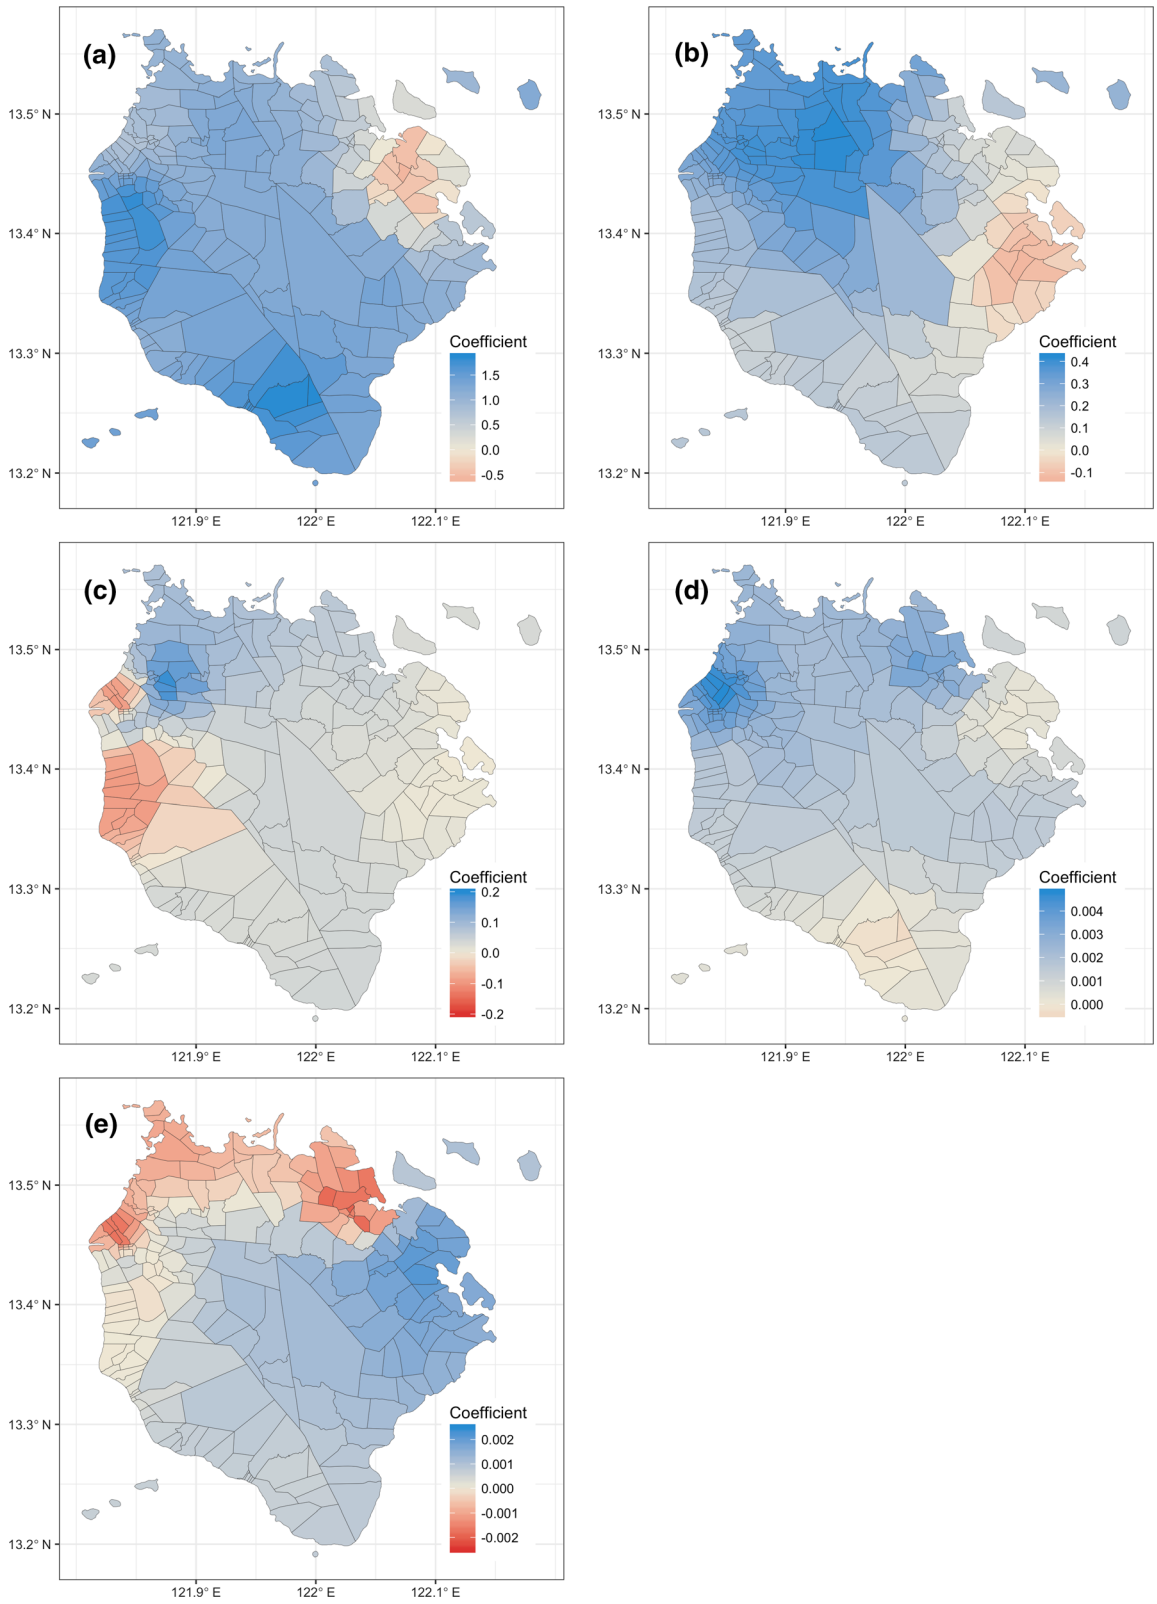 (a)
13.5° N
13.4° N
13.3° N
13.2° N
Coefficient
1.5
1.0
0.5
0.0
-0.5
121.9° E
122° E
122.1° E
(b)
13.5° N
13.4° N
13.3° N
13.2° N
Coefficient
0.4
0.3
0.2
0.1
0.0
-0.1
121.9° E
122° E
122.1° E
(c)
13.5° N
13.4° N
13.3° N
13.2° N
Coefficient
0.2
0.1
0.0
-0.1
-0.2
121.9° E
122° E
122.1° E
(d)
13.5° N
13.4° N
13.3° N
13.2° N
Coefficient
0.004
0.003
0.002
0.001
0.000
121.9° E
122° E
122.1° E
(e)
13.5° N
13.4° N
13.3° N
13.2° N
Coefficient
0.002
0.001
0.000
-0.001
-0.002
121.9° E
122° E
122.1° E